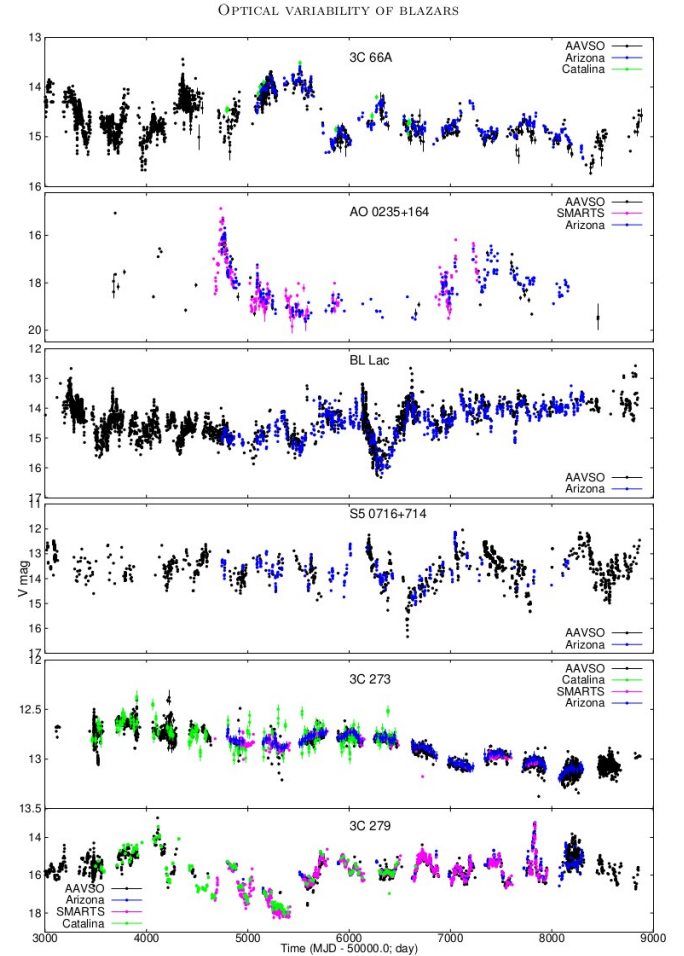 OPTICAL VARIABILITY OF BLAZARS
3C 66A
AAVSO
Arizona
Catalina
13
14
15
16
AO 0235+164
AAVSO
SMARTS
Arizona
16
18
20
BL Lac
12
13
14
15
16
17
AAVSO
Arizona
S5 0716+714
11
12
13
14
15
16
17
V mag
AAVSO
Arizona
3C 273
AAVSO
Catalina
SMARTS
Arizona
12
12.5
13.0
13.5
3C 279
14
16
18
AAVSO
Arizona
SMARTS
Catalina
3000 4000 5000 6000 7000 8000 9000
Time (MJD - 50000.0; day)